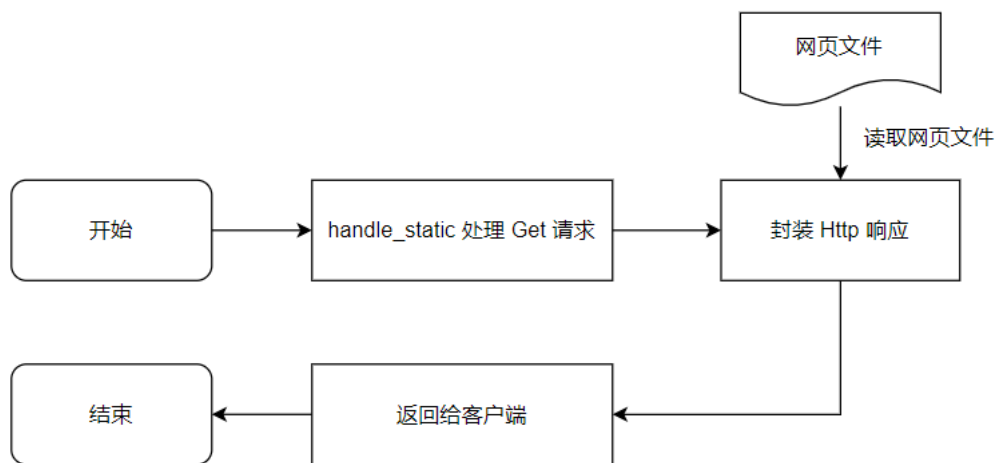 网页文件
读取网页文件
开始
handle_static 处理 Get 请求
封装 Http 响应
结束
返回给客户端